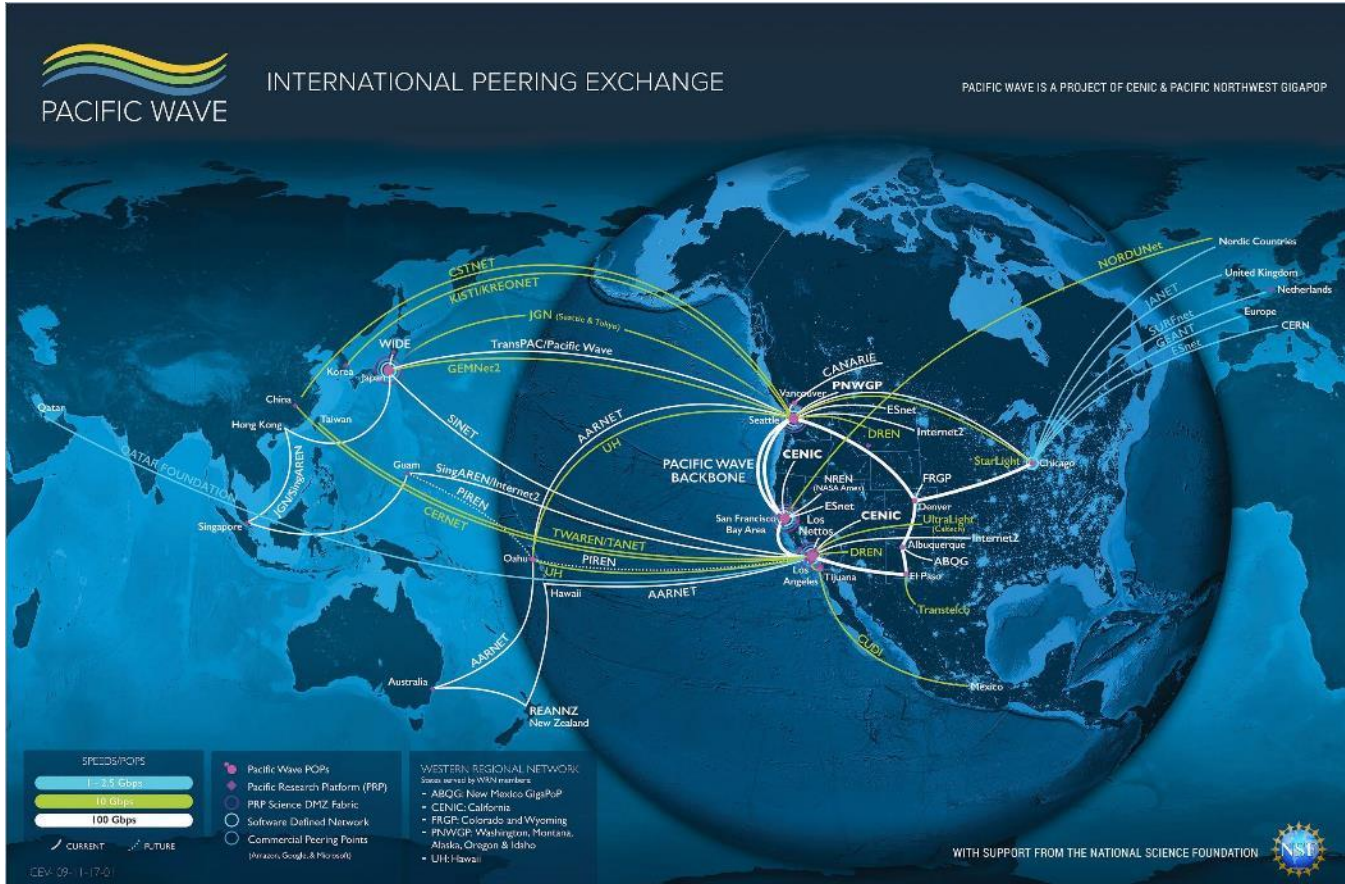 PACIFIC WAVE
INTERNATIONAL PEERING EXCHANGE
PACIFIC WAVE IS A PROJECT OF CENIC & PACIFIC NORTHWEST GIGAPOP
CSTNET
KISTI/KREONET
JGN (Seattle & Tokyo)
WIDE
TransPAC/Pacific Wave
GEMNet2
Korea
Japan
China
Taiwan
Hong Kong
Qatar
QATAR FOUNDATION
JGN/SingAREN
Singapore
Guam
SINET
SingAREN/Internet2
PIREN
CERNET
TWAREN/TANET
AARNET
UH
Oahu
PIREN
UH
Hawaii
AARNET
AARNET
Australia
REANNZ
New Zealand
NORDUNet
Nordic Countries
JANET
United Kingdom
SURFnet
Netherlands
GEANT
Europe
ESnet
CERN
CANARIE
Vancouver
PNWGP
Seattle
ESnet
Internet2
DREN
StarLight
Chicago
PACIFIC WAVE
BACKBONE
CENIC
NREN
(NASA Ames)
ESnet
FRGP
Denver
San Francisco
Bay Area
Los
Nettos
CENIC
UltraLight
(Caltech)
Internet2
DREN
Albuquerque
ABQG
Los
Angeles
Tijuana
El Paso
Transtelco
CUDI
Mexico
SPEEDS/POPS
1 - 2.5 Gbps
10 Gbps
100 Gbps
CURRENT
FUTURE
Pacific Wave POPs
Pacific Research Platform (PRP)
PRP Science DMZ Fabric
Software Defined Network
Commercial Peering Points
(Amazon, Google, & Microsoft)
WESTERN REGIONAL NETWORK
States served by WRN members:
- ABQG: New Mexico GigaPoP
- CENIC: California
- FRGP: Colorado and Wyoming
- PNWGP: Washington, Montana,
Alaska, Oregon & Idaho
- UH: Hawaii
CEV- 09-11-17-01
WITH SUPPORT FROM THE NATIONAL SCIENCE FOUNDATION
NSF